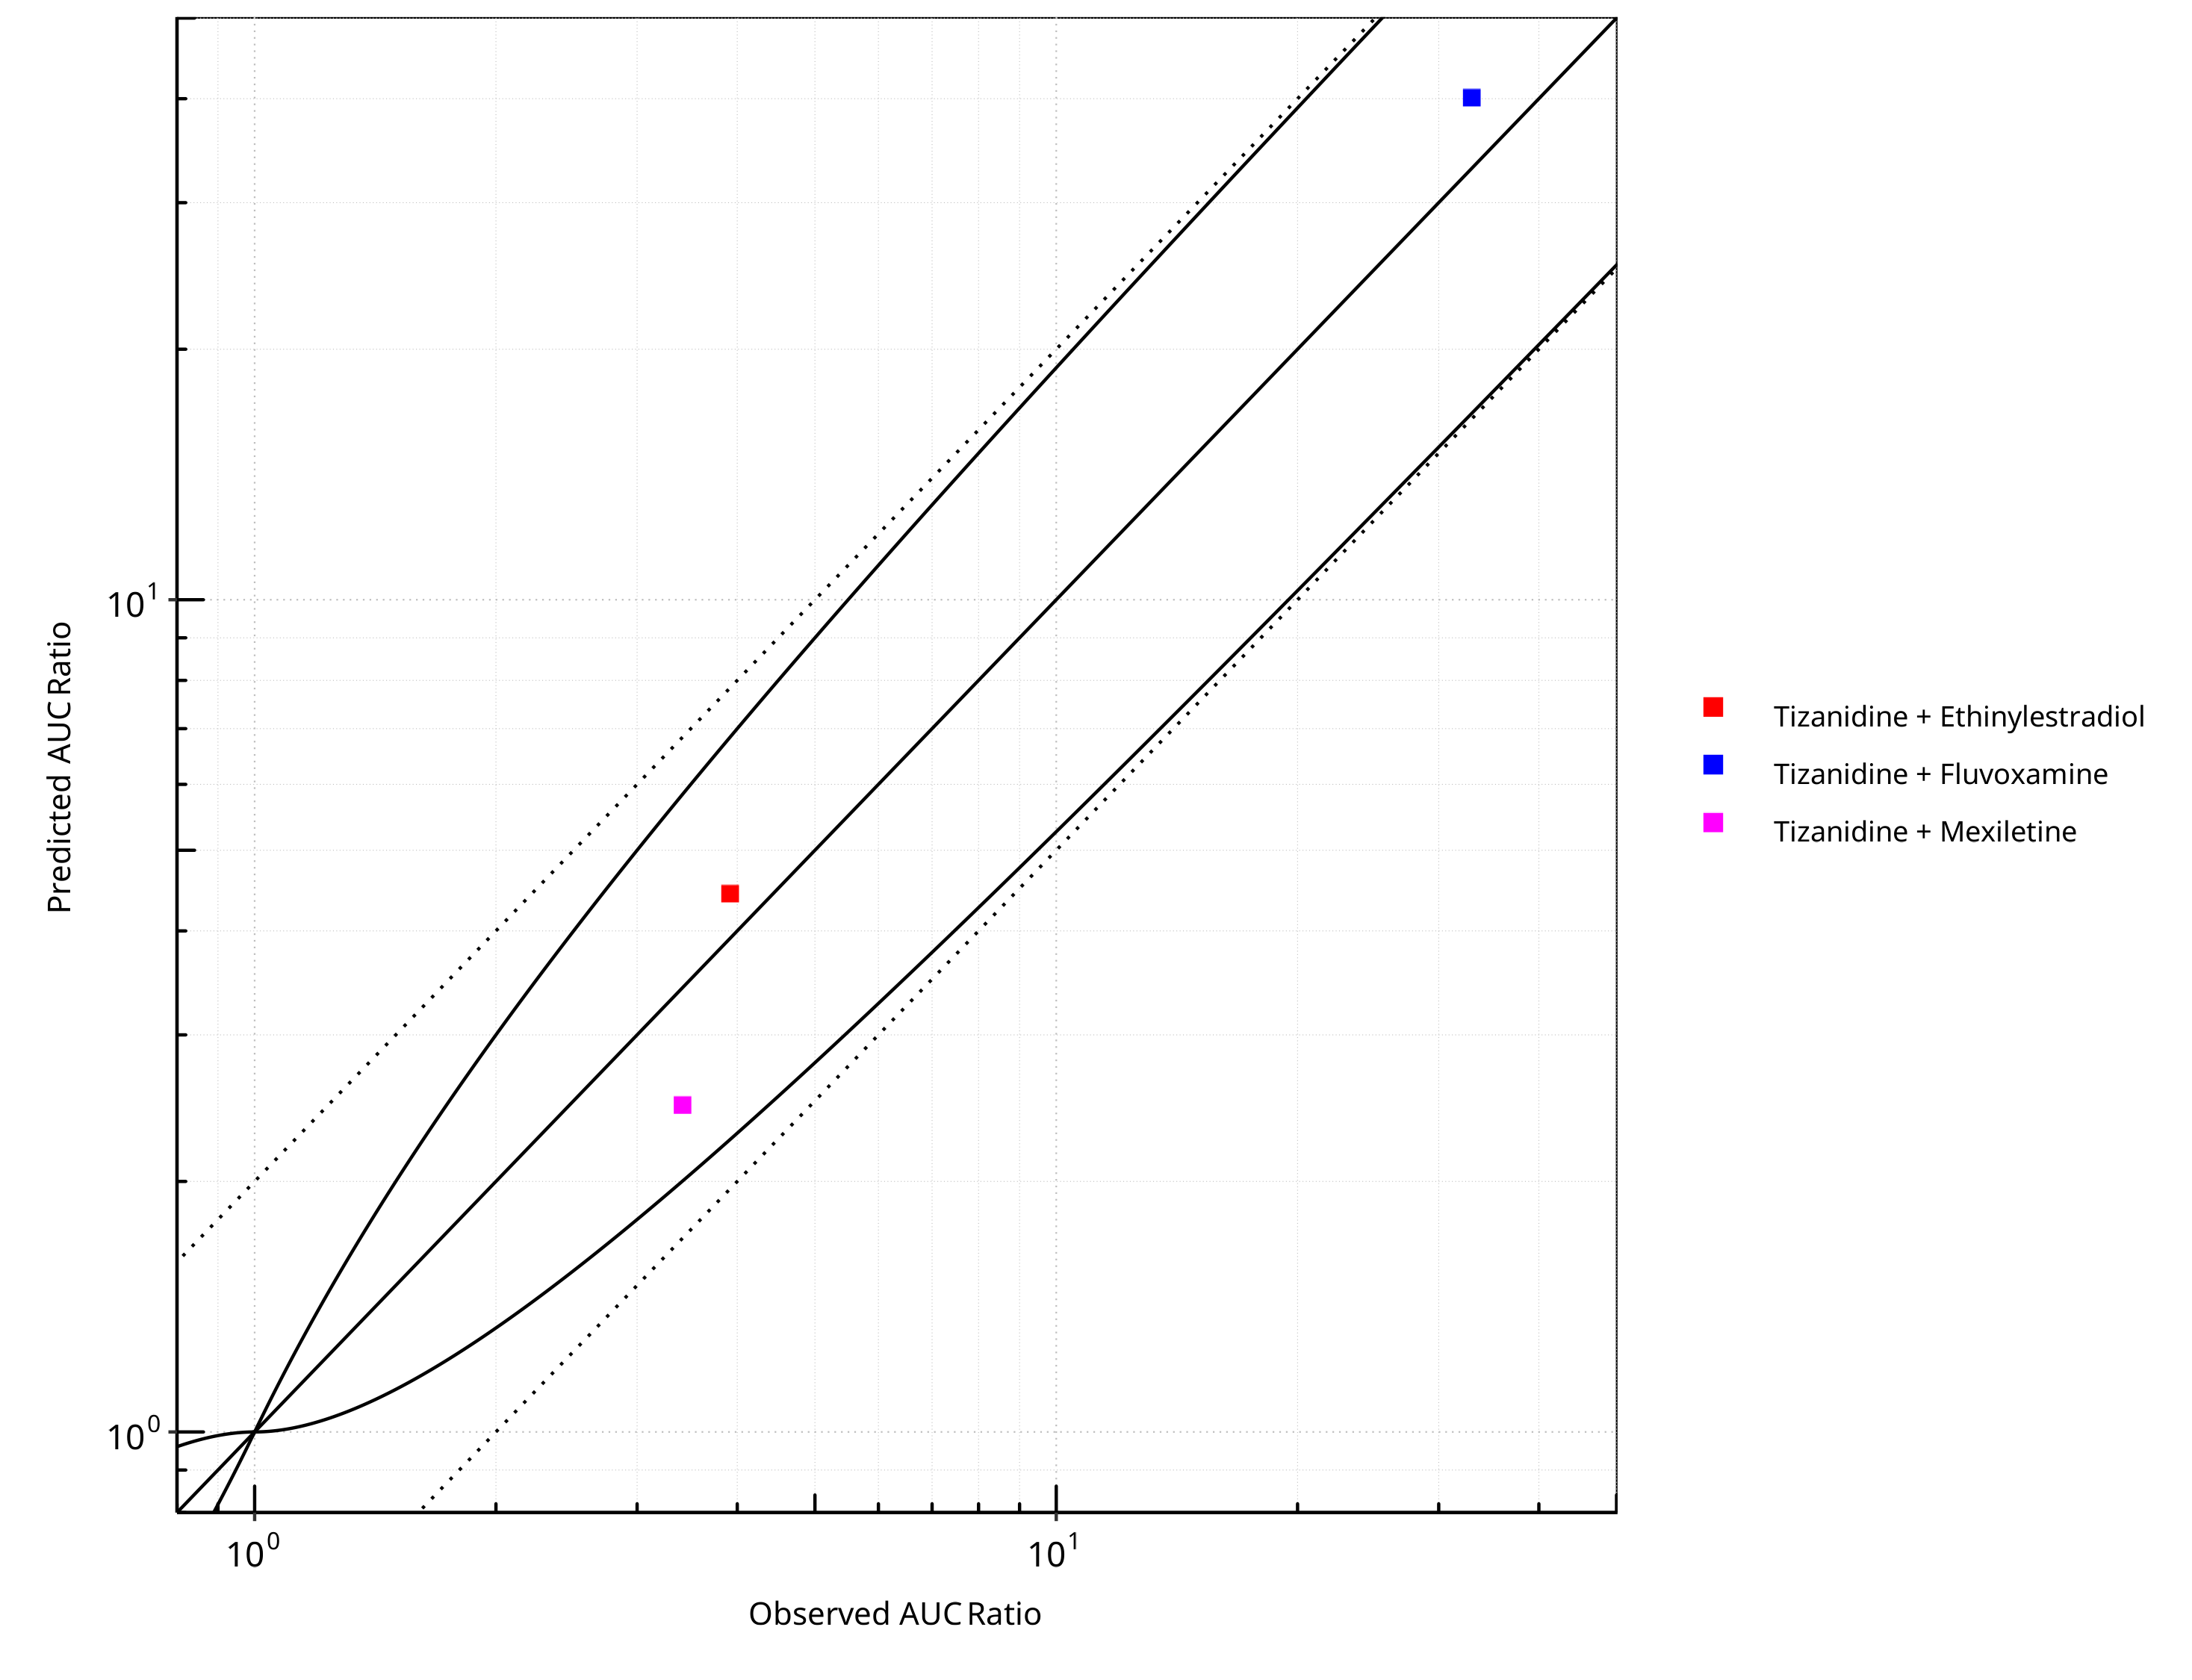 Predicted AUC Ratio
10^1
10^0
10^0
10^1
Observed AUC Ratio
Tizanidine + Ethinylestradiol
Tizanidine + Fluvoxamine
Tizanidine + Mexiletine